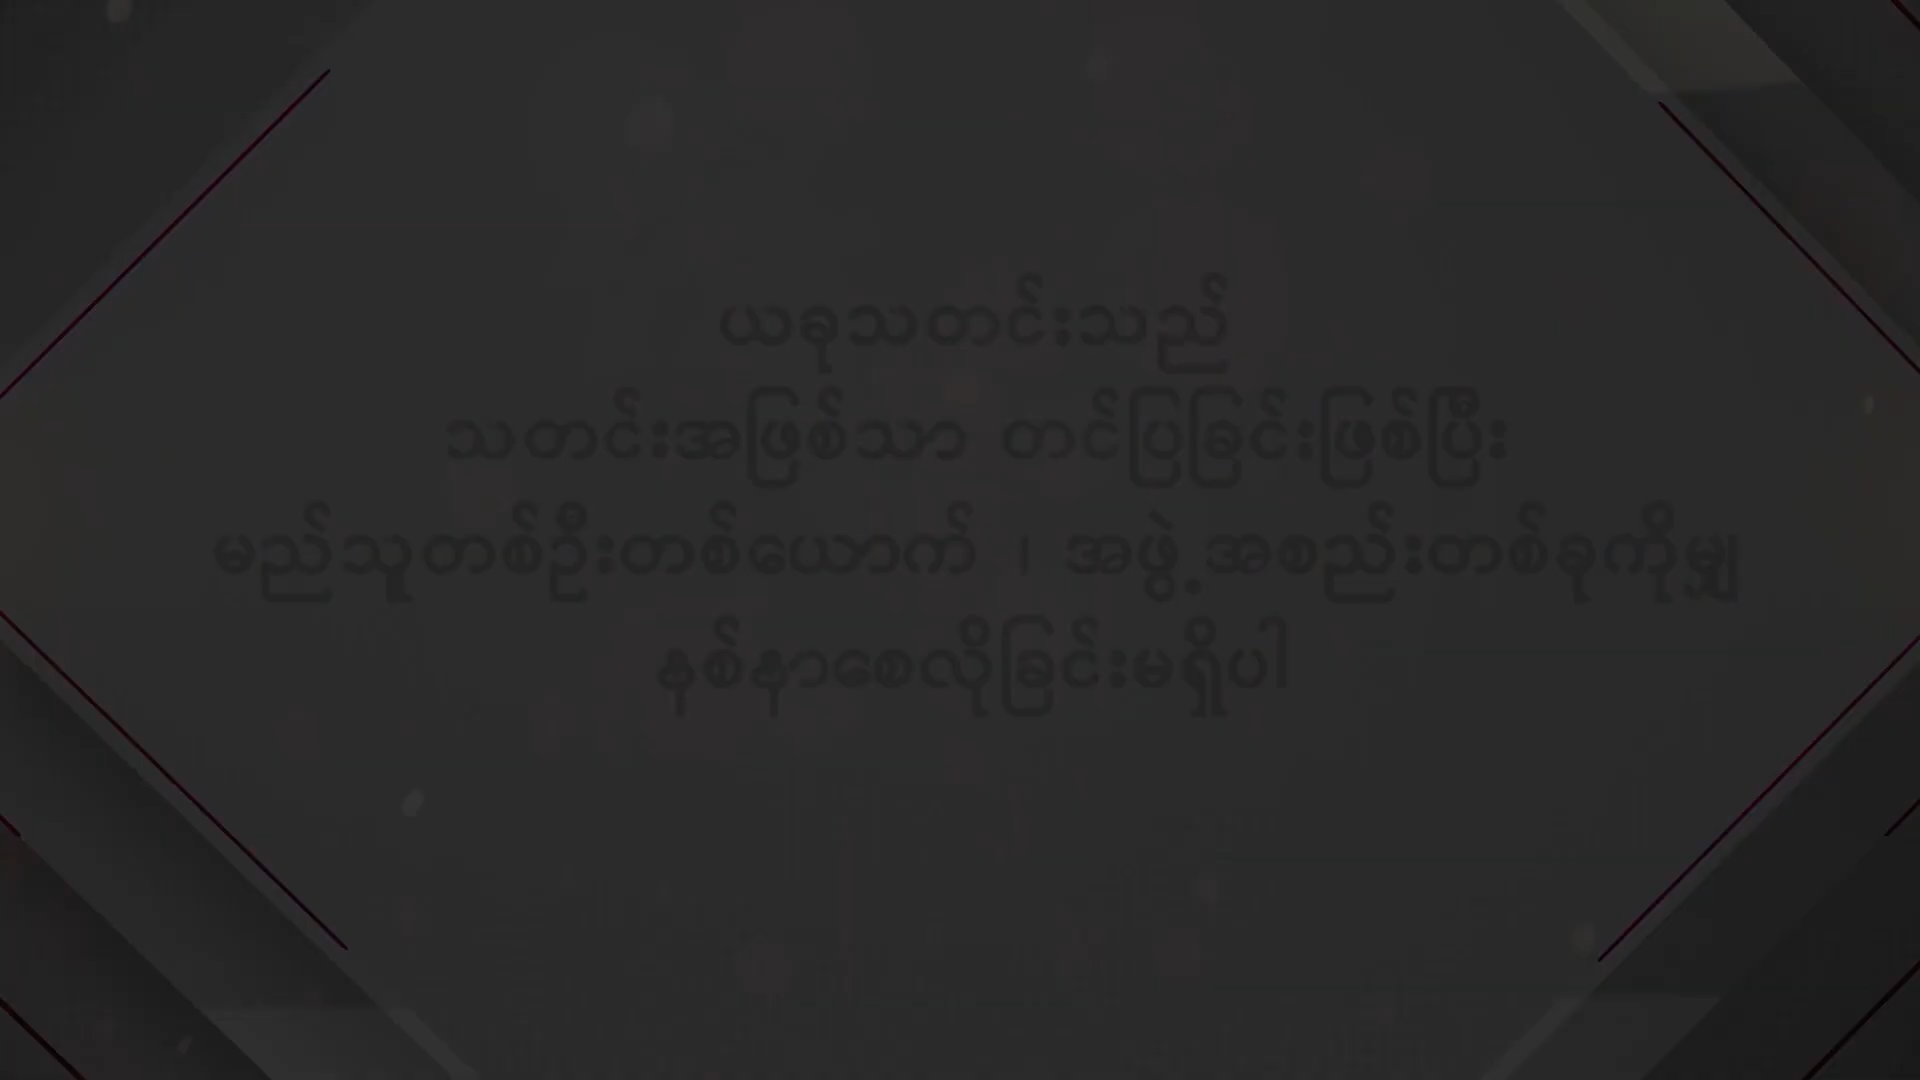 ယခုသတင်းသည်
သတင်းအဖြစ်သာ တင်ပြခြင်းဖြစ်ပြီး
မည်သူတစ်ဦးတစ်ယောက် ၊ အဖွဲ့အစည်းတစ်ခုကိုမျှ
နစ်နာစေလိုခြင်းမရှိပါ